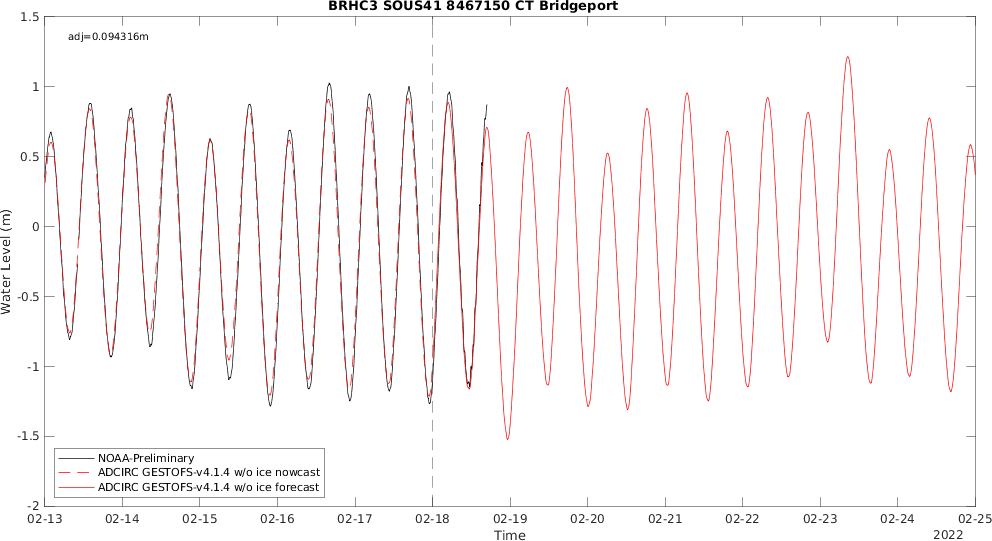 BRHC3 SOUS41 8467150 CT Bridgeport
adj=0.094316m
1.5
1
0.5
0
-0.5
-1
-1.5
-2
Water Level (m)
NOAA-Preliminary
ADCIRC GESTOFS-v4.1.4 w/o ice nowcast
ADCIRC GESTOFS-v4.1.4 w/o ice forecast
02-13 02-14 02-15 02-16 02-17 02-18 02-19 02-20 02-21 02-22 02-23 02-24 02-25
Time
2022